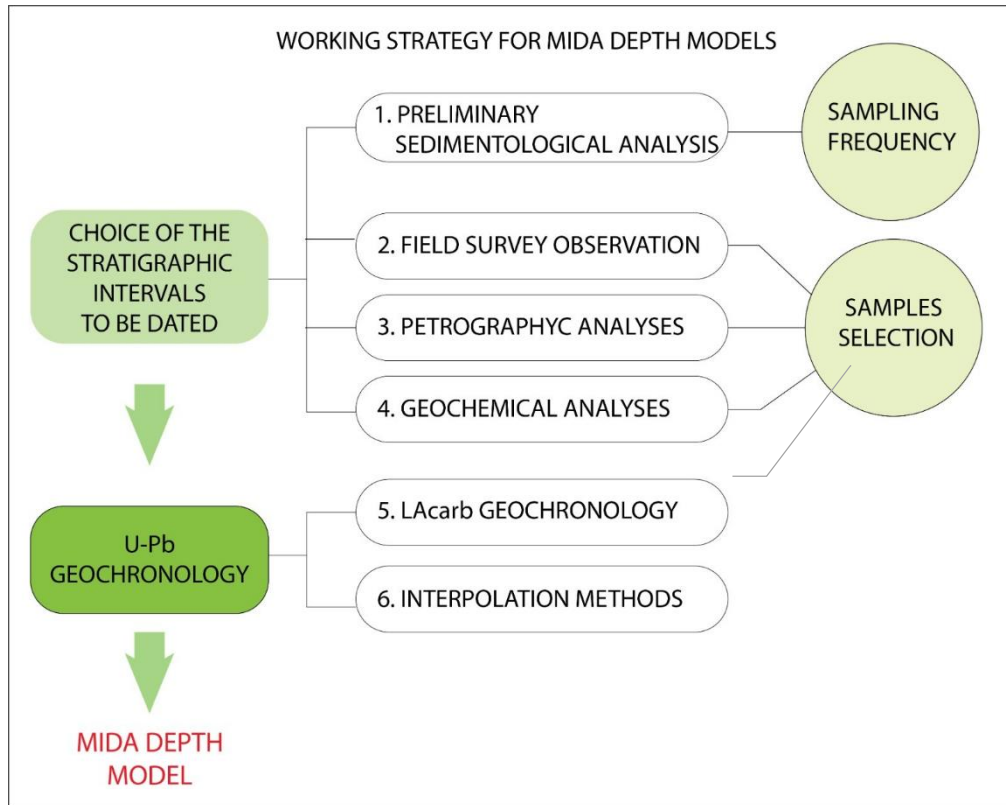 WORKING STRATEGY FOR MIDA DEPTH MODELS
1. PRELIMINARY
SEDIMENTOLOGICAL ANALYSIS
SAMPLING
FREQUENCY
CHOICE OF THE
STRATIGRAPHIC
INTERVALS
TO BE DATED
2. FIELD SURVEY OBSERVATION
3. PETROGRAPHYC ANALYSES
4. GEOCHEMICAL ANALYSES
SAMPLES
SELECTION
U-Pb
GEOCHRONOLOGY
5. LAcarb GEOCHRONOLOGY
6. INTERPOLATION METHODS
MIDA DEPTH
MODEL